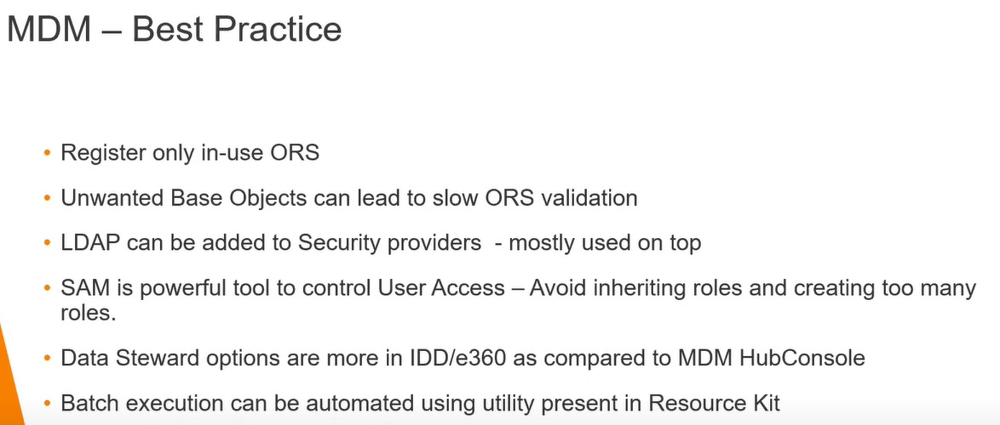 MDM – Best Practice
• Register only in-use ORS
• Unwanted Base Objects can lead to slow ORS validation
• LDAP can be added to Security providers  - mostly used on top
• SAM is powerful tool to control User Access – Avoid inheriting roles and creating too many
roles.
• Data Steward options are more in IDD/e360 as compared to MDM HubConsole
• Batch execution can be automated using utility present in Resource Kit